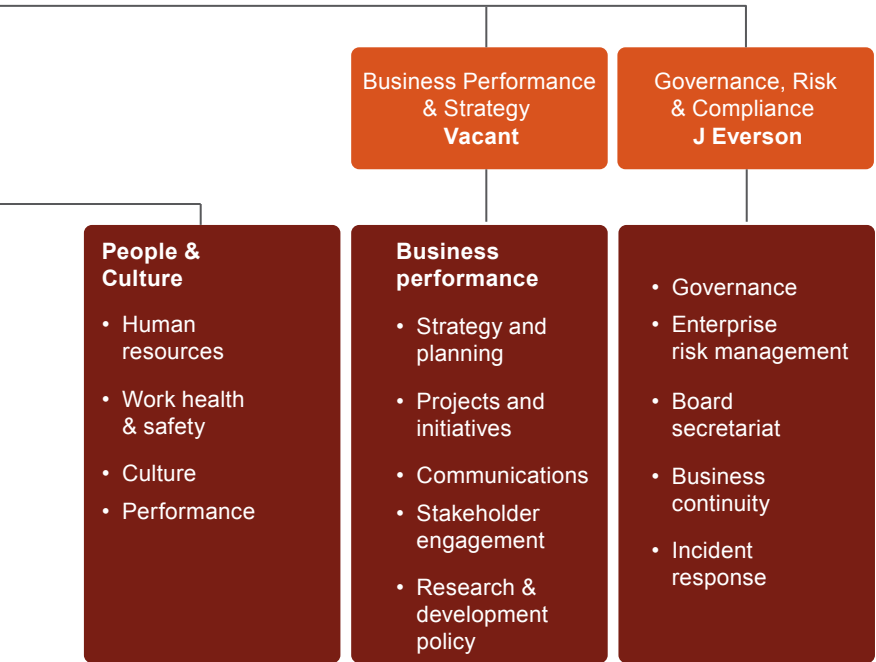 Business Performance
& Strategy
Vacant
Governance, Risk
& Compliance
J Everson
People &
Culture
• Human
resources
• Work health
& safety
• Culture
• Performance
Business
performance
• Strategy and
planning
• Projects and
initiatives
• Communications
• Stakeholder
engagement
• Research &
development
policy
• Governance
• Enterprise
risk management
• Board
secretariat
• Business
continuity
• Incident
response